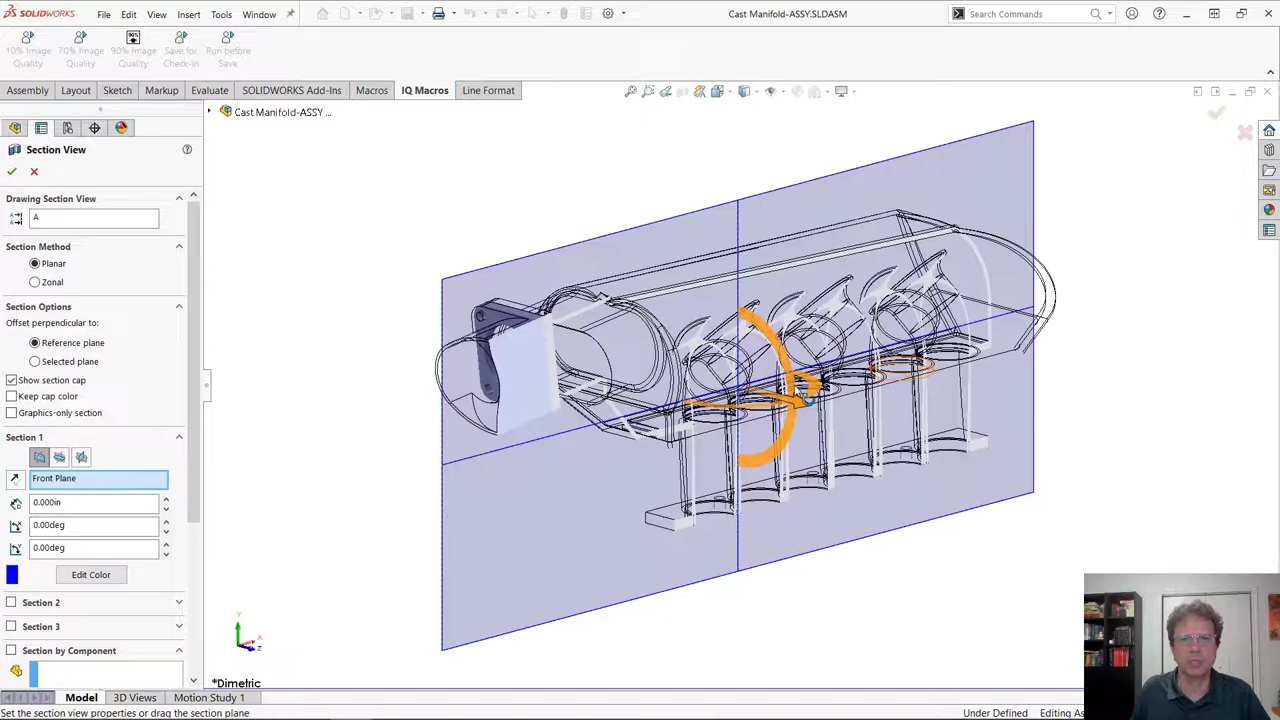 SOLIDWORKS File Edit View Insert Tools Window Cast Manifold-ASSY.SLDASM Search Commands
10% Image Quality 70% Image Quality 90% Image Quality Save for Check-in Run before Save
Assembly Layout Sketch Markup Evaluate SOLIDWORKS Add-Ins Macros IQ Macros Line Format
Cast Manifold-ASSY ...
Section View
Drawing Section View
A
Section Method
Planar
Zonal
Section Options
Offset perpendicular to:
Reference plane
Selected plane
Show section cap
Keep cap color
Graphics-only section
Section 1
Front Plane
0.000in
0.00deg
0.00deg
Edit Color
Section 2
Section 3
Section by Component
Y
X
Z
*Dimetric
Model 3D Views Motion Study 1
Set the section view properties or drag the section plane Under Defined Editing As